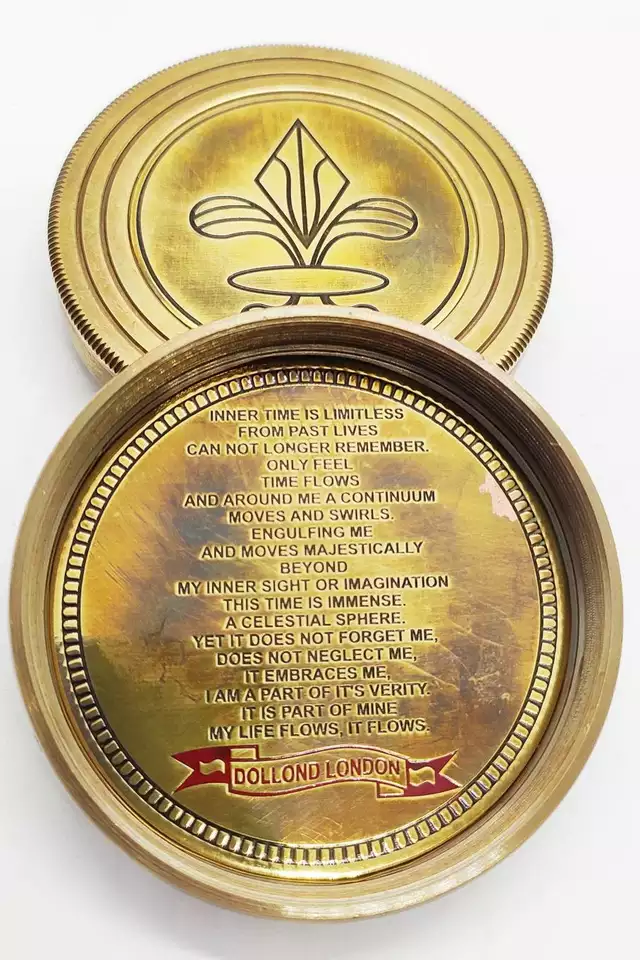 INNER TIME IS LIMITLESS
FROM PAST LIVES
CAN NOT LONGER REMEMBER.
ONLY FEEL
TIME FLOWS
AND AROUND ME A CONTINUUM
MOVES AND SWIRLS.
ENGULFING ME
AND MOVES MAJESTICALLY
BEYOND
MY INNER SIGHT OR IMAGINATION
THIS TIME IS IMMENSE.
A CELESTIAL SPHERE.
YET IT DOES NOT FORGET ME,
DOES NOT NEGLECT ME,
IT EMBRACES ME,
I AM A PART OF IT'S VERITY.
IT IS PART OF MINE
MY LIFE FLOWS, IT FLOWS.
DOLLOND LONDON